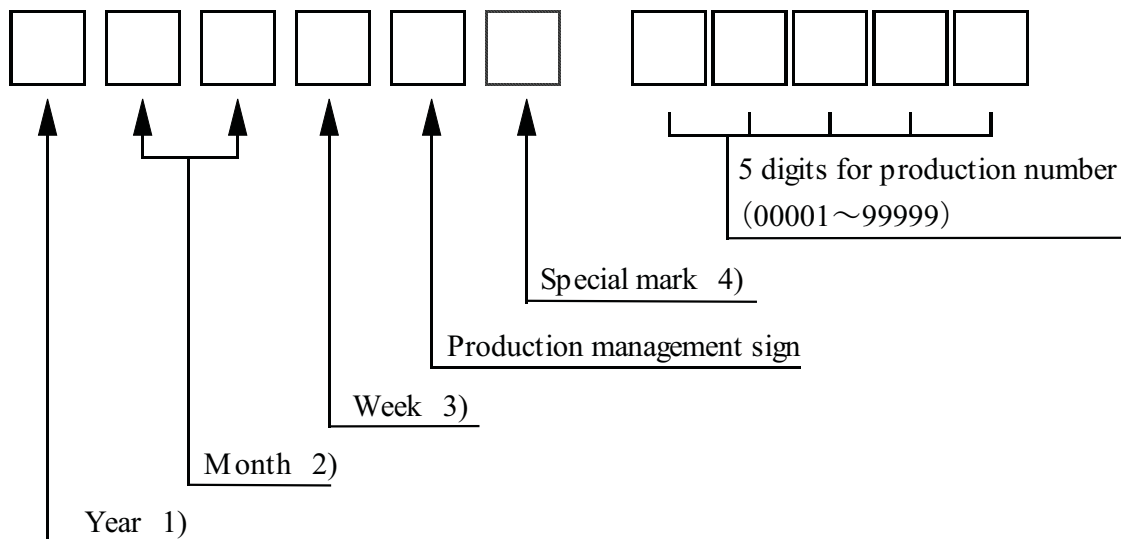 5 digits for production number
(00001～99999)
Special mark 4)
Production management sign
Week 3)
Month 2)
Year 1)